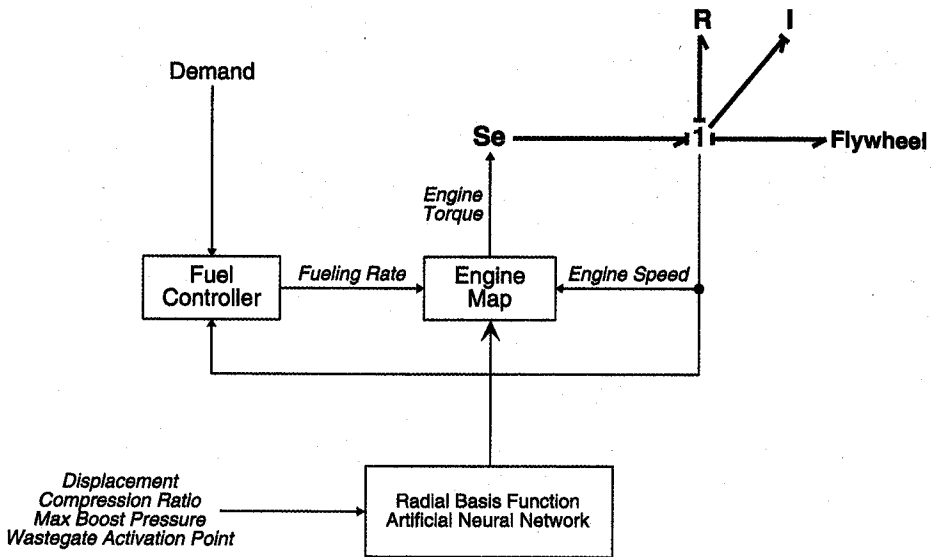 R
I
Demand
Se
1
Flywheel
Engine
Torque
Fuel
Controller
Fueling Rate
Engine
Map
Engine Speed
Displacement
Compression Ratio
Max Boost Pressure
Wastegate Activation Point
Radial Basis Function
Artificial Neural Network